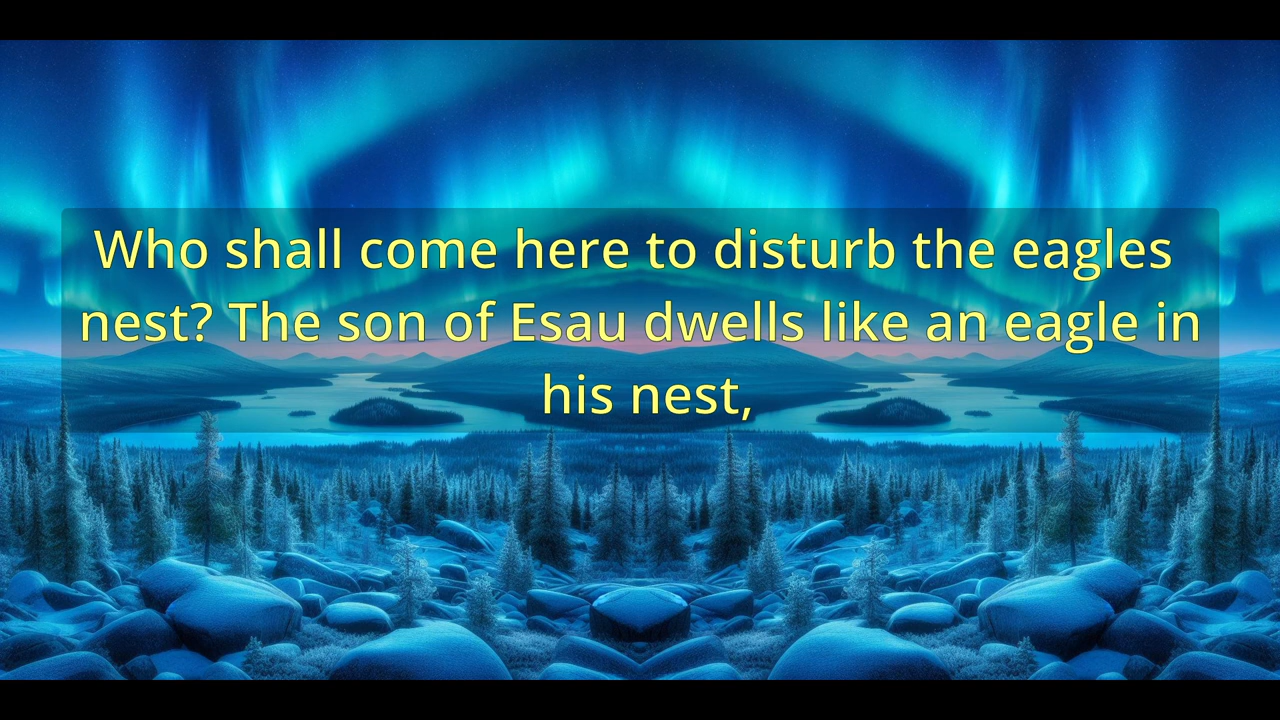 Who shall come here to disturb the eagles
nest? The son of Esau dwells like an eagle in
his nest,